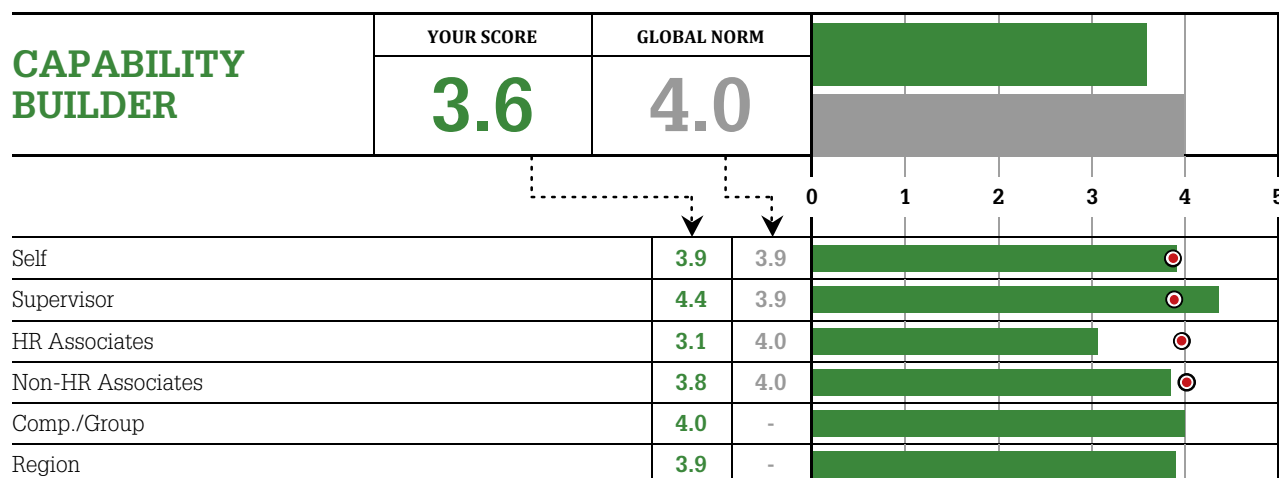 CAPABILITY
BUILDER
YOUR SCORE
GLOBAL NORM
3.6
4.0
0 1 2 3 4 5
Self 3.9 3.9
Supervisor 4.4 3.9
HR Associates 3.1 4.0
Non-HR Associates 3.8 4.0
Comp./Group 4.0 -
Region 3.9 -